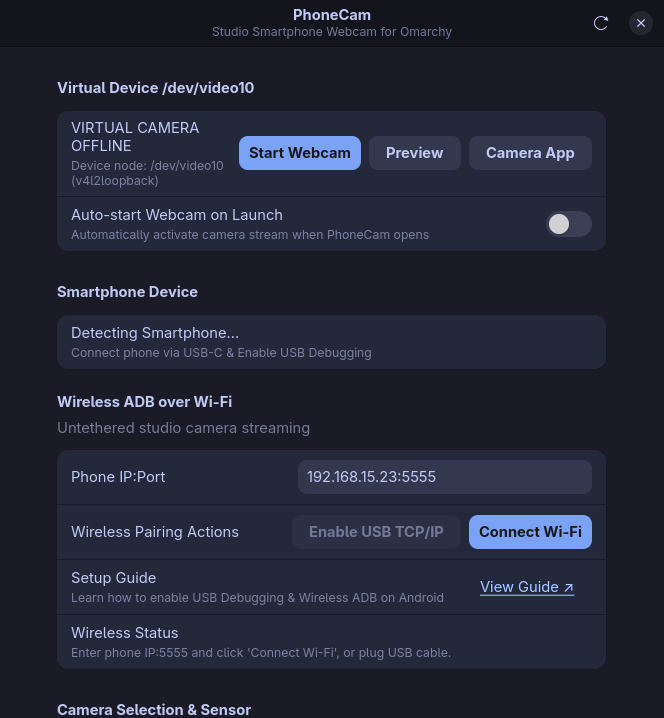 PhoneCam
Studio Smartphone Webcam for Omarchy
Virtual Device /dev/video10
VIRTUAL CAMERA
OFFLINE
Device node: /dev/video10
(v4l2loopback)
Start Webcam
Preview
Camera App
Auto-start Webcam on Launch
Automatically activate camera stream when PhoneCam opens
Smartphone Device
Detecting Smartphone...
Connect phone via USB-C & Enable USB Debugging
Wireless ADB over Wi-Fi
Untethered studio camera streaming
Phone IP:Port
192.168.15.23:5555
Wireless Pairing Actions
Enable USB TCP/IP
Connect Wi-Fi
Setup Guide
Learn how to enable USB Debugging & Wireless ADB on Android
View Guide ↗
Wireless Status
Enter phone IP:5555 and click 'Connect Wi-Fi', or plug USB cable.
Camera Selection & Sensor